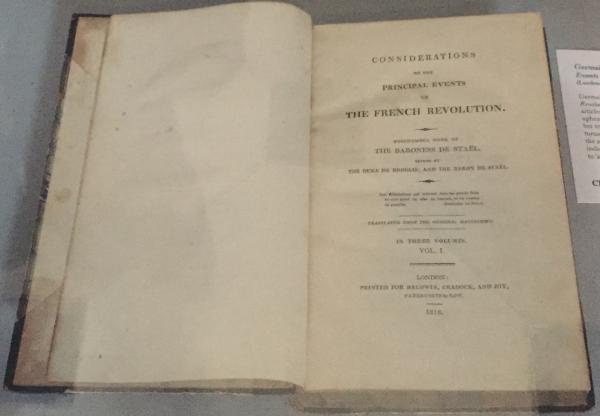 CONSIDERATIONS
ON THE
PRINCIPAL EVENTS
OF
THE FRENCH REVOLUTION.
POSTHUMOUS WORK OF
THE BARONESS DE STAËL.
EDITED BY
THE DUKE DE BROGLIE, AND THE BARON DE STAËL.
TRANSLATED FROM THE ORIGINAL MANUSCRIPT.
IN THREE VOLUMES.
VOL. I.
LONDON:
PRINTED FOR BALDWIN, CRADOCK, AND JOY,
PATERNOSTER-ROW.
1818.
Events
(London